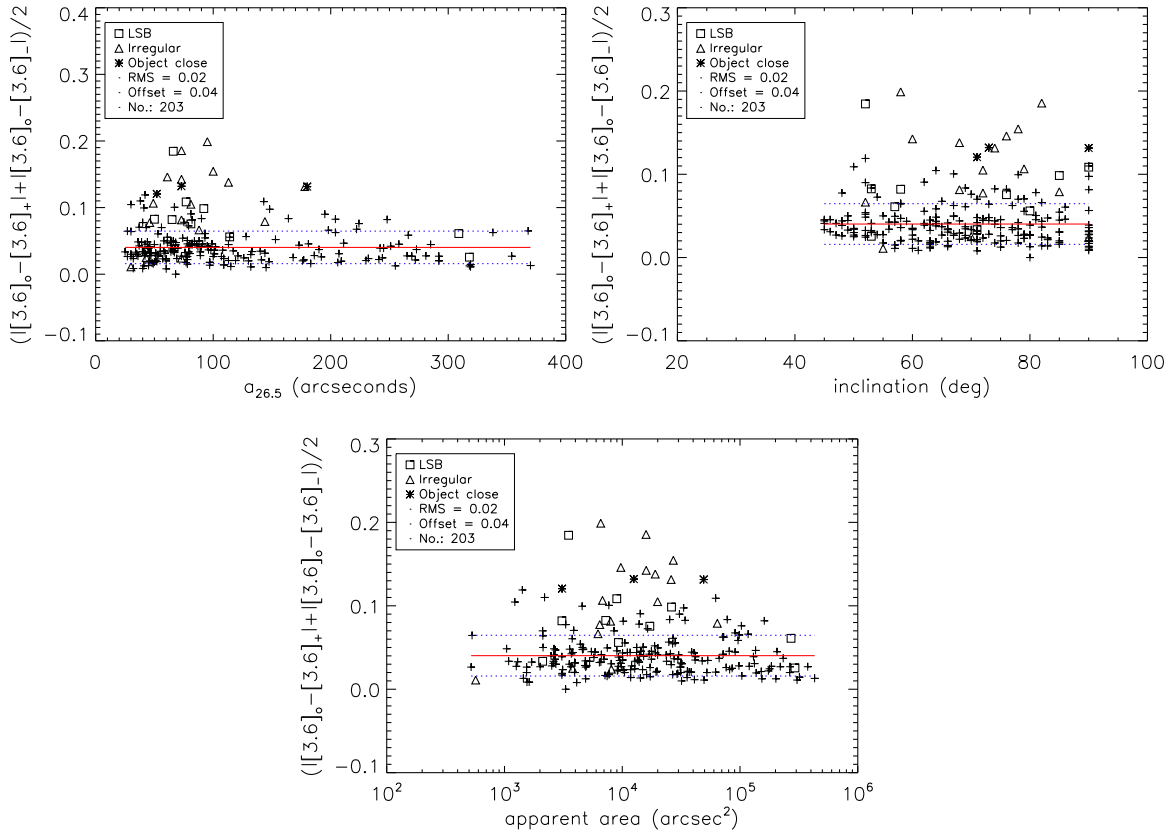 (|[3.6]₀−[3.6]₊|+|[3.6]₀−[3.6]₋|)/2
0.4
0.3
0.2
0.1
0.0
−0.1
LSB
Irregular
Object close
RMS = 0.02
Offset = 0.04
No.: 203
0 100 200 300 400
a₂₆.₅ (arcseconds)
(|[3.6]₀−[3.6]₊|+|[3.6]₀−[3.6]₋|)/2
0.3
0.2
0.1
0.0
−0.1
LSB
Irregular
Object close
RMS = 0.02
Offset = 0.04
No.: 203
20 40 60 80 100
inclination (deg)
(|[3.6]₀−[3.6]₊|+|[3.6]₀−[3.6]₋|)/2
0.3
0.2
0.1
0.0
−0.1
LSB
Irregular
Object close
RMS = 0.02
Offset = 0.04
No.: 203
10² 10³ 10⁴ 10⁵ 10⁶
apparent area (arcsec²)